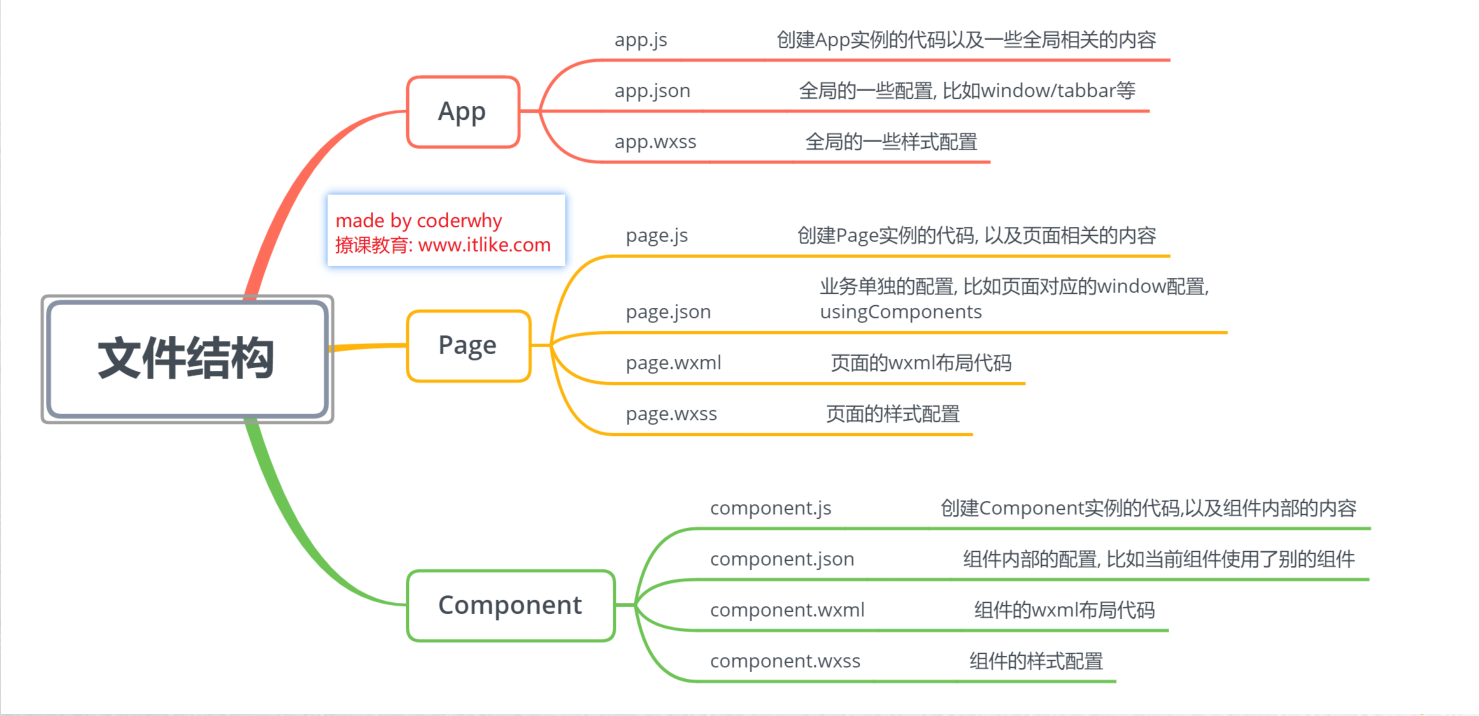 文件结构
App
app.js 创建App实例的代码以及一些全局相关的内容
app.json 全局的一些配置, 比如window/tabbar等
app.wxss 全局的一些样式配置
made by coderwhy
撩课教育: www.itlike.com
Page
page.js 创建Page实例的代码, 以及页面相关的内容
page.json 业务单独的配置, 比如页面对应的window配置,
usingComponents
page.wxml 页面的wxml布局代码
page.wxss 页面的样式配置
Component
component.js 创建Component实例的代码,以及组件内部的内容
component.json 组件内部的配置, 比如当前组件使用了别的组件
component.wxml 组件的wxml布局代码
component.wxss 组件的样式配置